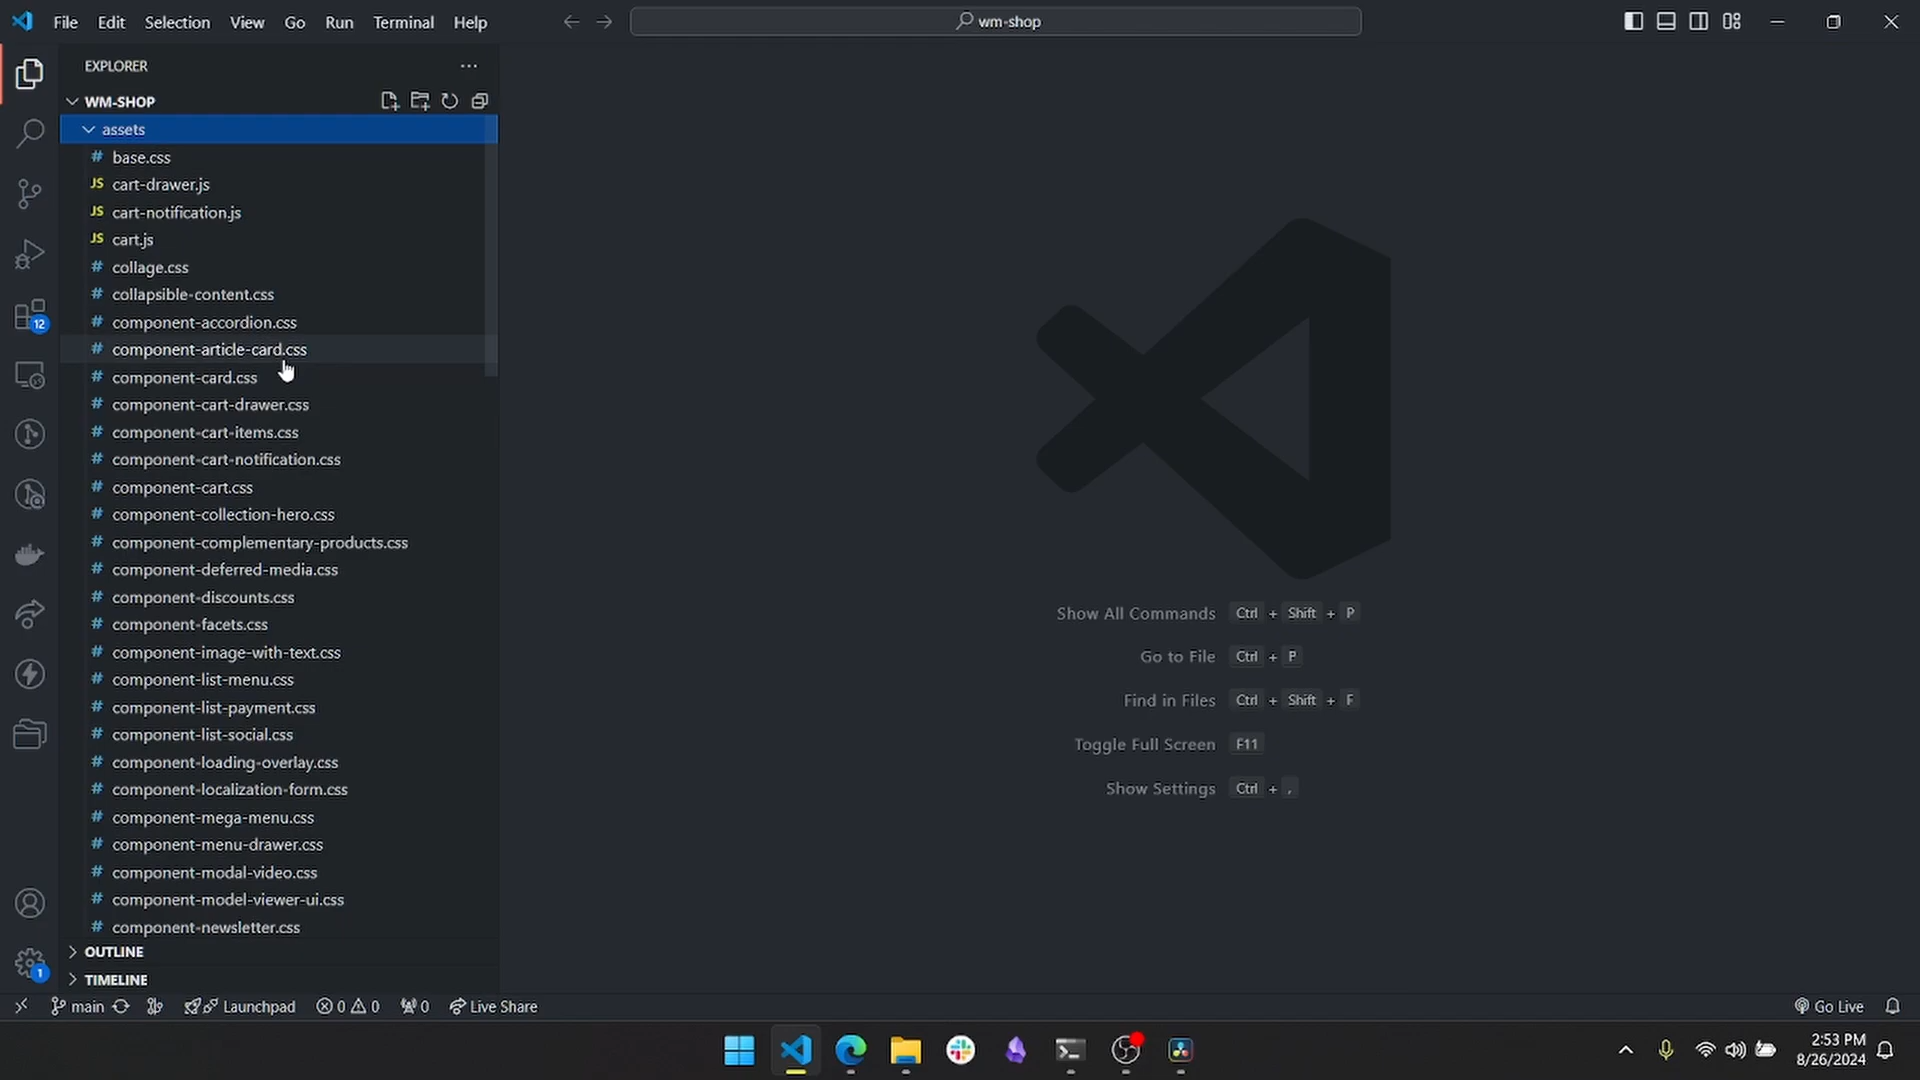 File Edit Selection View Go Run Terminal Help
wm-shop
EXPLORER
WM-SHOP
assets
# base.css
JS cart-drawer.js
JS cart-notification.js
JS cart.js
# collage.css
# collapsible-content.css
# component-accordion.css
# component-article-card.css
# component-card.css
# component-cart-drawer.css
# component-cart-items.css
# component-cart-notification.css
# component-cart.css
# component-collection-hero.css
# component-complementary-products.css
# component-deferred-media.css
# component-discounts.css
# component-facets.css
# component-image-with-text.css
# component-list-menu.css
# component-list-payment.css
# component-list-social.css
# component-loading-overlay.css
# component-localization-form.css
# component-mega-menu.css
# component-menu-drawer.css
# component-modal-video.css
# component-model-viewer-ui.css
# component-newsletter.css
OUTLINE
TIMELINE
12
1
Show All Commands Ctrl + Shift + P
Go to File Ctrl + P
Find in Files Ctrl + Shift + F
Toggle Full Screen F11
Show Settings Ctrl + ,
main Launchpad 0 0 0 Live Share Go Live
2:53 PM
8/26/2024